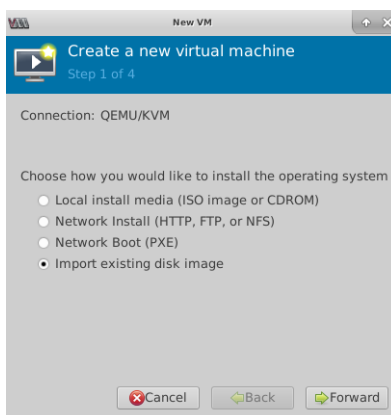 New VM
Create a new virtual machine
Step 1 of 4
Connection: QEMU/KVM
Choose how you would like to install the operating system
Local install media (ISO image or CDROM)
Network Install (HTTP, FTP, or NFS)
Network Boot (PXE)
Import existing disk image
Cancel
Back
Forward